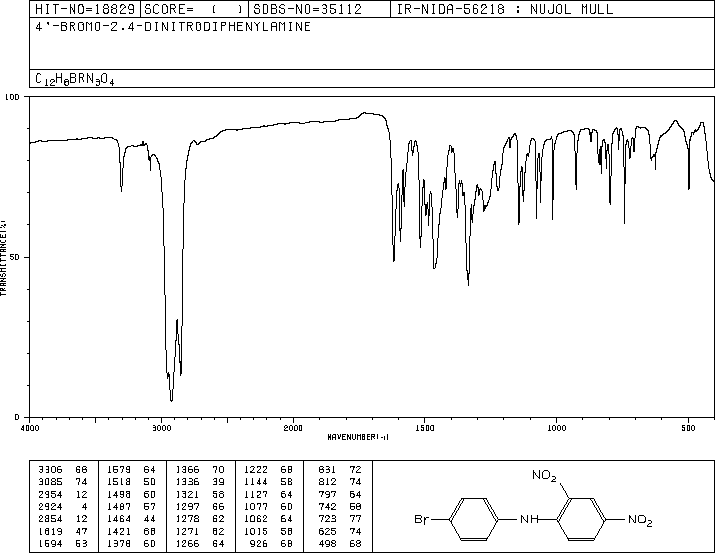 HIT-NO=18829 SCORE= ( ) SDBS-NO=35112 IR-NIDA-56218 : NUJOL MULL
4'-BROMO-2,4-DINITRODIPHENYLAMINE
C12H8BRN3O4
100
50
0
TRANSMITTANCE(%)
4000 3000 2000 1500 1000 500
WAVENUMBER(-1)
3306 68 1579 64 1366 70 1222 68 831 72
3085 74 1518 50 1336 39 1144 58 812 74
2954 12 1498 60 1321 58 1127 64 797 64
2924 4 1487 57 1297 66 1077 60 742 58
2854 12 1464 44 1278 62 1062 64 723 77
1619 47 1421 68 1271 62 1015 58 625 74
1594 53 1378 60 1266 64 926 68 498 68
NO2
Br NH NO2